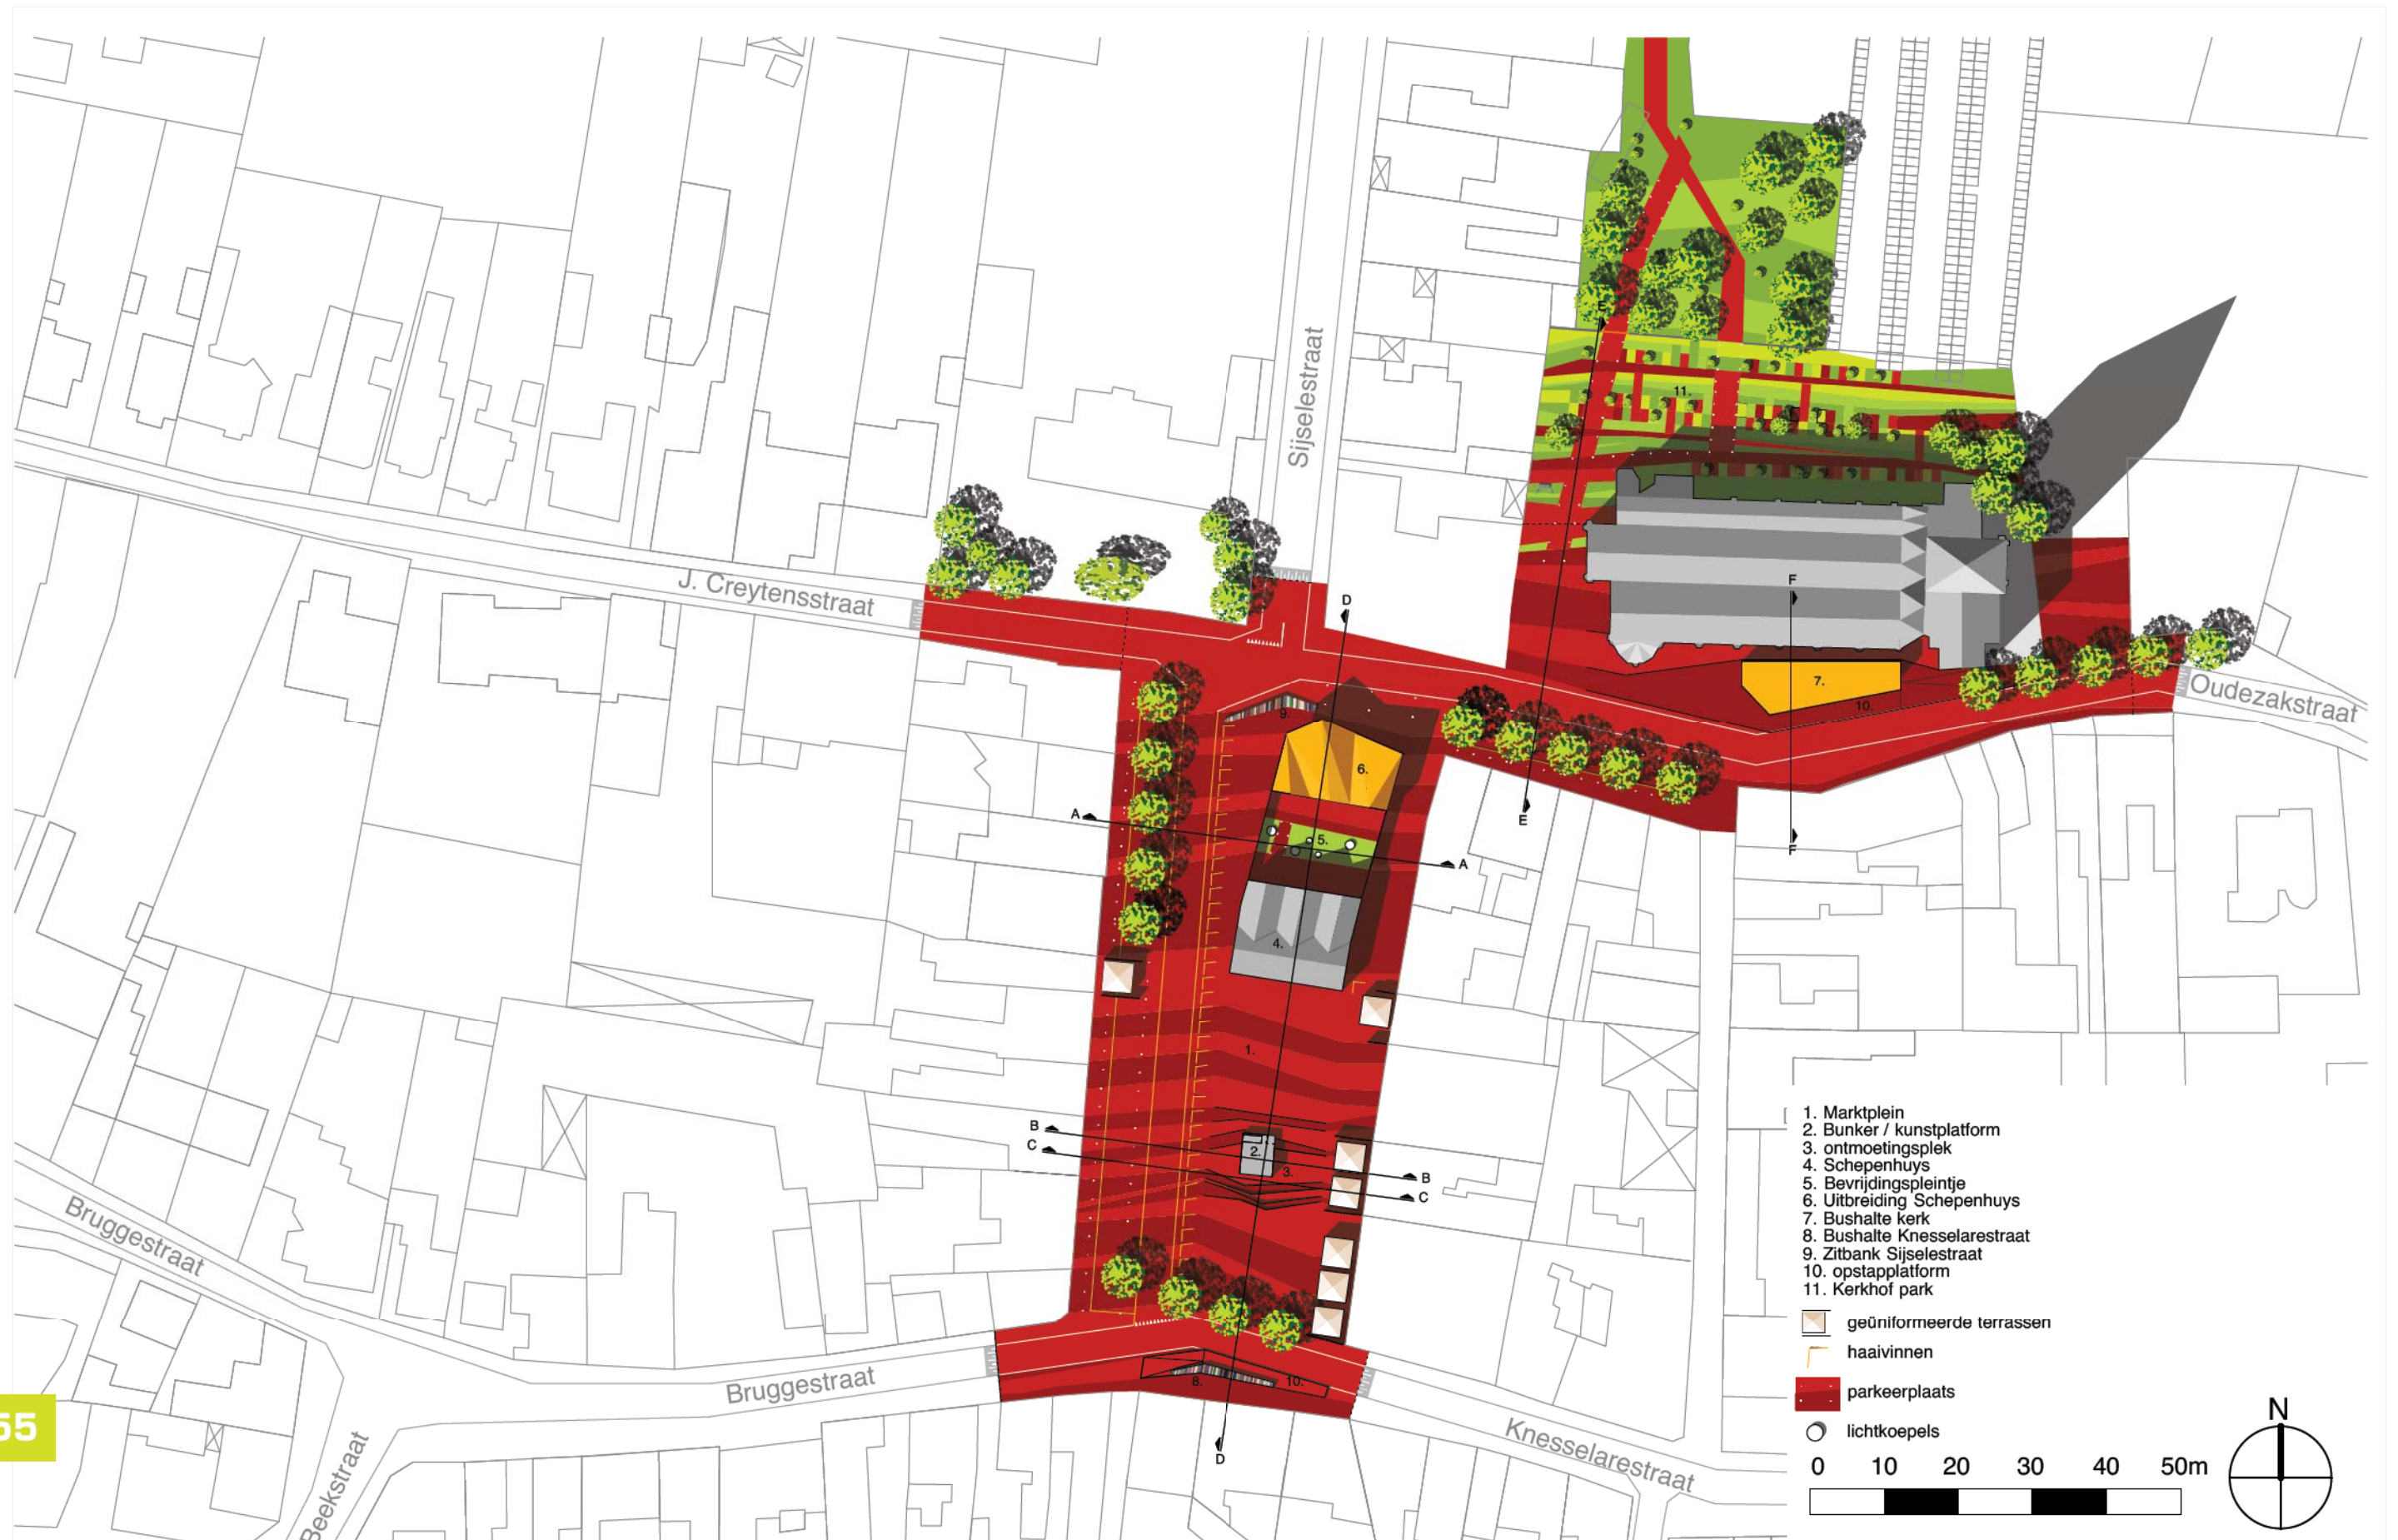 E
11.
Sijselestraat
J. Creytensstraat
D
F
7.
10.
Oudezakstraat
9.
6.
A
5.
A
E
F
4.
1.
B
C
2.
3.
B
C
Bruggestraat
Bruggestraat
8.
10.
D
Knesselarestraat
Beekstraat
55
1. Marktplein
2. Bunker / kunstplatform
3. ontmoetingsplek
4. Schepenhuys
5. Bevrijdingspleintje
6. Uitbreiding Schepenhuys
7. Bushalte kerk
8. Bushalte Knesselarestraat
9. Zitbank Sijselestraat
10. opstapplatform
11. Kerkhof park
geüniformeerde terrassen
haaivinnen
parkeerplaats
lichtkoepels
0 10 20 30 40 50m
N